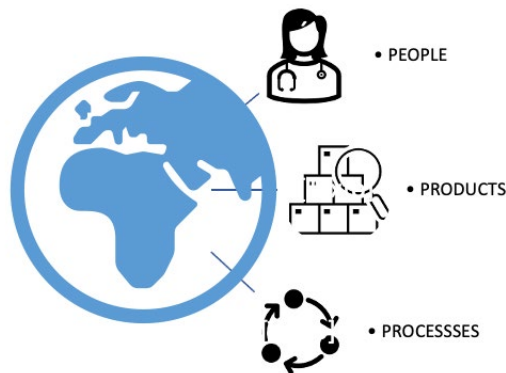 • PEOPLE
• PRODUCTS
• PROCESSSES